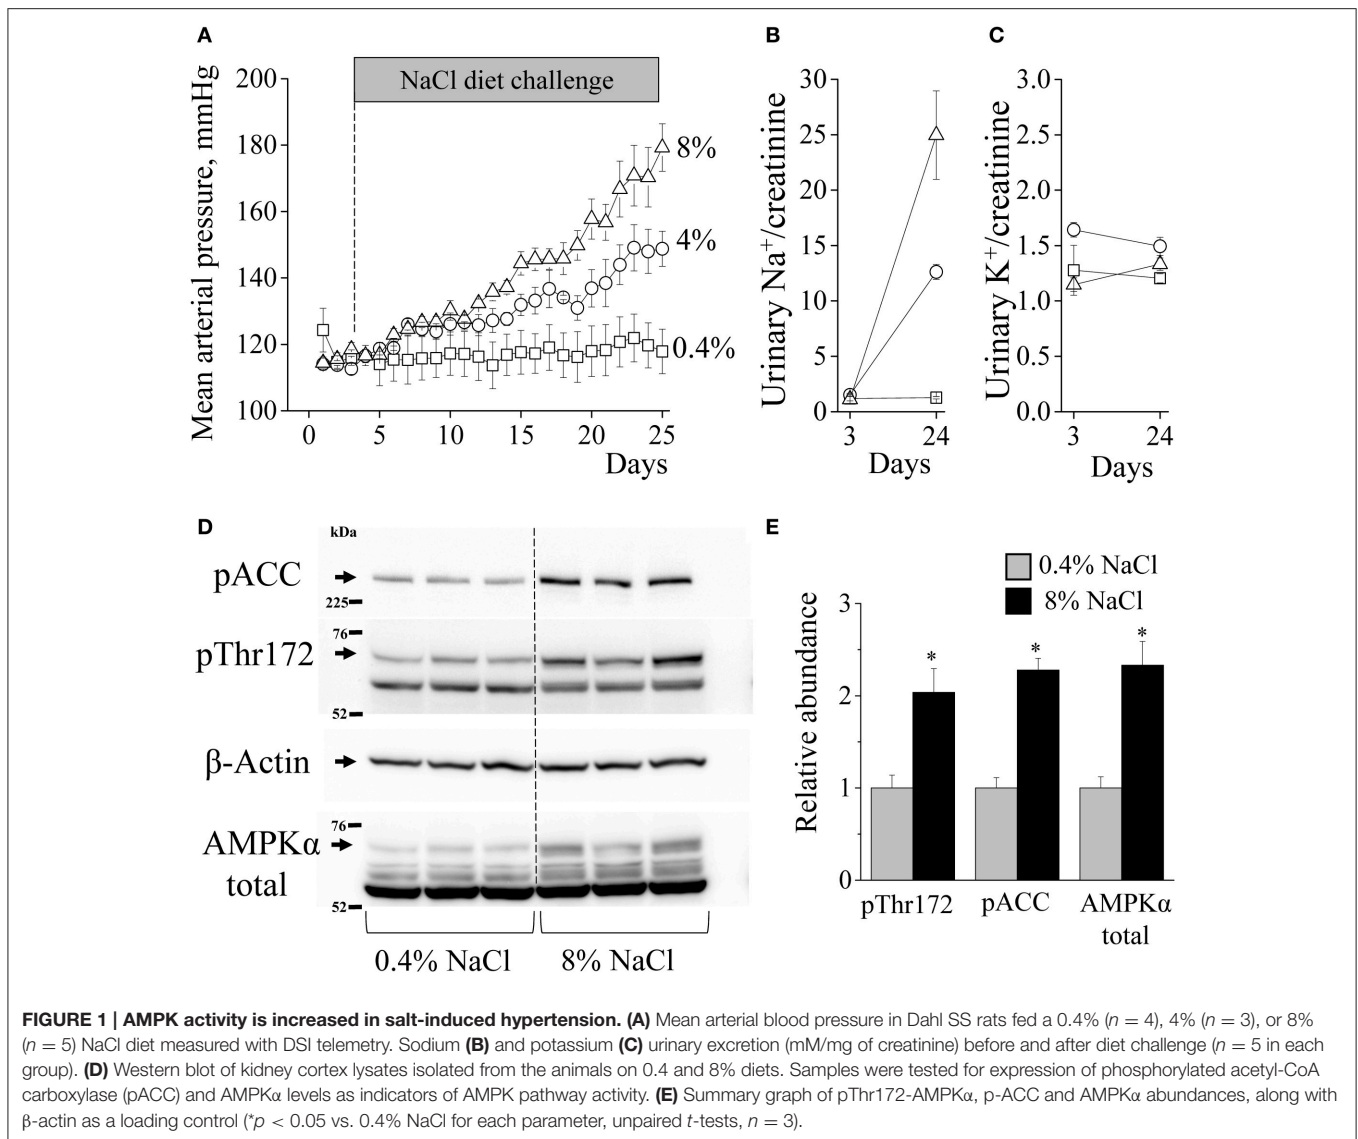 A
B
C
NaCl diet challenge
Mean arterial pressure, mmHg
200
180
160
140
120
100
8%
4%
0.4%
0
5
10
15
20
25
Days
Urinary Na⁺/creatinine
30
25
20
15
10
5
0
3
24
Days
Urinary K⁺/creatinine
3.0
2.5
2.0
1.5
1.0
0.5
0.0
3
24
Days
D
kDa
pACC
225
76
pThr172
52
β-Actin
76
AMPKα
total
52
0.4% NaCl
8% NaCl
E
0.4% NaCl
8% NaCl
Relative abundance
3
2
1
0
*
*
*
pThr172
pACC
AMPKα
total
FIGURE 1 | AMPK activity is increased in salt-induced hypertension. (A) Mean arterial blood pressure in Dahl SS rats fed a 0.4% (n = 4), 4% (n = 3), or 8%
(n = 5) NaCl diet measured with DSI telemetry. Sodium (B) and potassium (C) urinary excretion (mM/mg of creatinine) before and after diet challenge (n = 5 in each
group). (D) Western blot of kidney cortex lysates isolated from the animals on 0.4 and 8% diets. Samples were tested for expression of phosphorylated acetyl-CoA
carboxylase (pACC) and AMPKα levels as indicators of AMPK pathway activity. (E) Summary graph of pThr172-AMPKα, p-ACC and AMPKα abundances, along with
β-actin as a loading control (*p < 0.05 vs. 0.4% NaCl for each parameter, unpaired t-tests, n = 3).